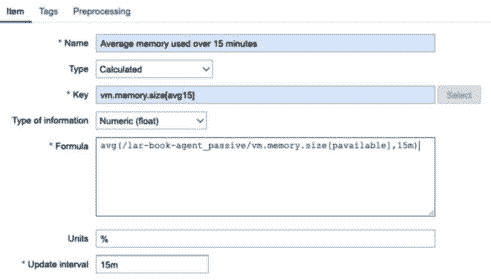 Item Tags Preprocessing
* Name Average memory used over 15 minutes
Type Calculated
* Key vm.memory.size[avg15] Select
Type of information Numeric (float)
* Formula avg(/lar-book-agent_passive/vm.memory.size[pavailable],15m)
Units %
* Update interval 15m